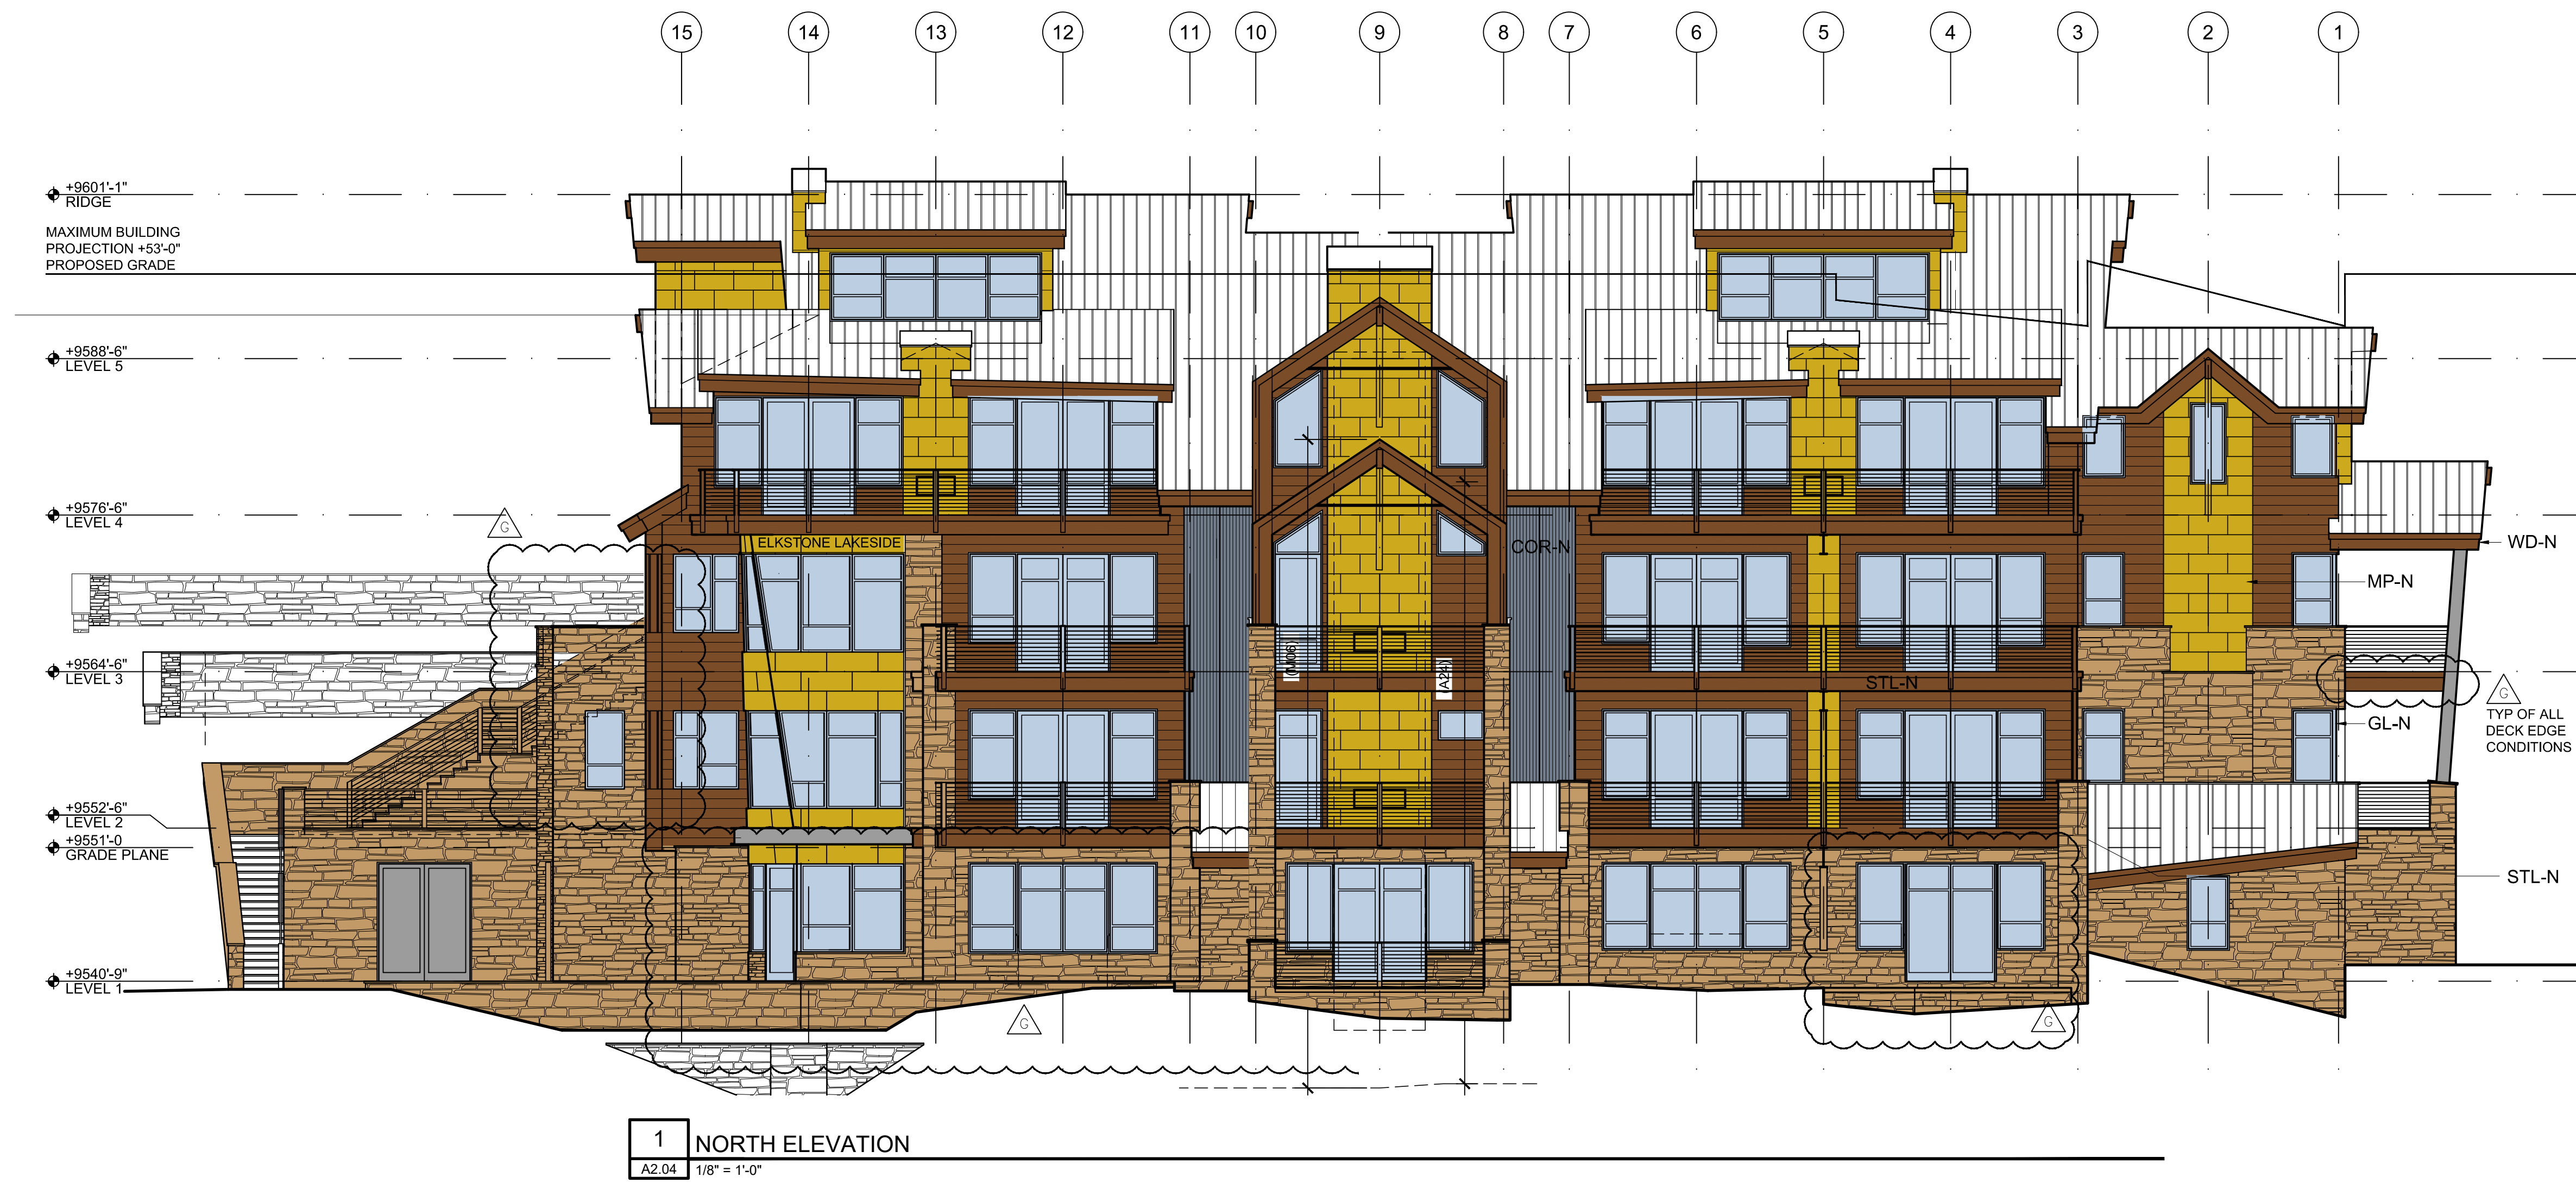 15 14 13 12 11 10 9 8 7 6 5 4 3 2 1
+9601'-1"
RIDGE
MAXIMUM BUILDING
PROJECTION +53'-0"
PROPOSED GRADE
+9588'-6"
LEVEL 5
+9576'-6"
LEVEL 4
G
ELKSTONE LAKESIDE
COR-N
WD-N
MP-N
+9564'-6"
LEVEL 3
(M06)
(A24)
STL-N
G
TYP OF ALL
DECK EDGE
CONDITIONS
GL-N
+9552'-6"
LEVEL 2
+9551'-0
GRADE PLANE
STL-N
+9540'-9"
LEVEL 1
G
G
1
NORTH ELEVATION
A2.04
1/8" = 1'-0"